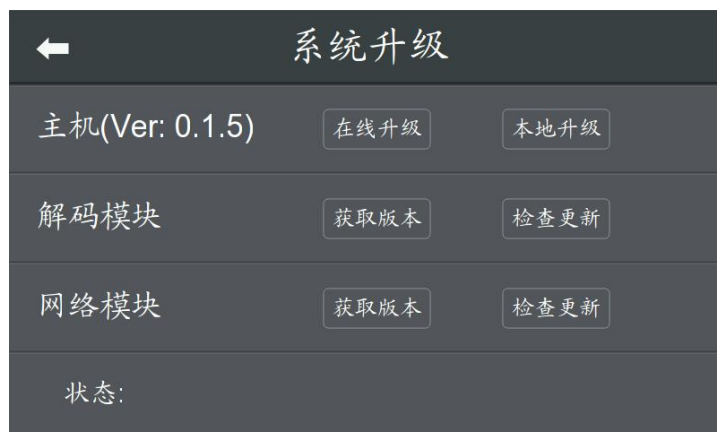 系统升级
主机(Ver: 0.1.5) 在线升级 本地升级
解码模块 获取版本 检查更新
网络模块 获取版本 检查更新
状态: